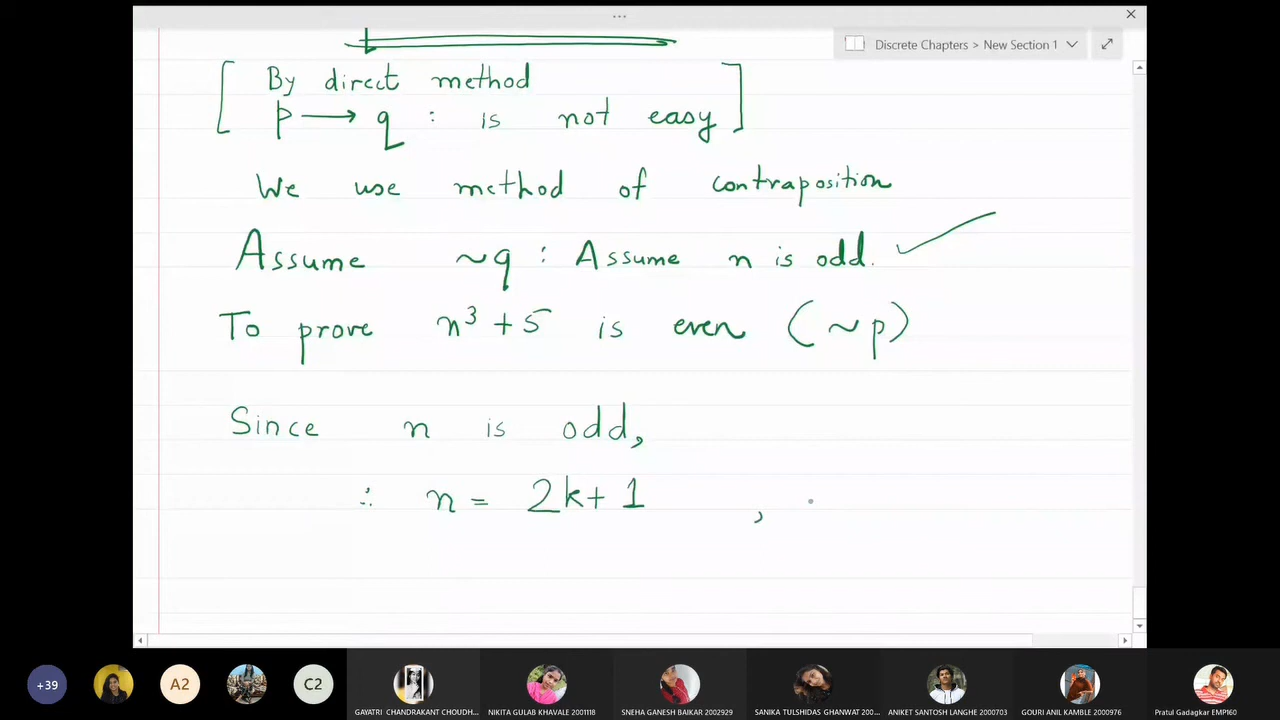 Discrete Chapters > New Section 1
[ By direct method
p → q : is not easy ]
We use method of contraposition
Assume ~q : Assume n is odd.
To prove n³ + 5 is even (~p)
Since n is odd,
∴ n = 2k + 1 ,
+39
A2
C2
GAYATRI CHANDRAKANT CHOUDH...
NIKITA GULAB KHAVALE 2001118
SNEHA GANESH BAIKAR 2002929
SANIKA TULSHIDAS GHANWAT 200...
ANIKET SANTOSH LANGHE 2000703
GOURI ANIL KAMBLE 2000976
Pratul Gadagkar EMP160